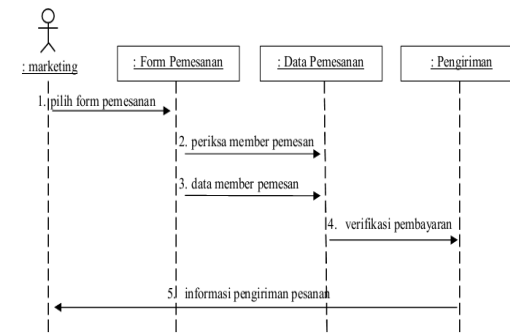 : marketing
: Form Pemesanan
: Data Pemesanan
: Pengiriman
1. pilih form pemesanan
2. periksa member pemesan
3. data member pemesan
4. verifikasi pembayaran
5. informasi pengiriman pesanan